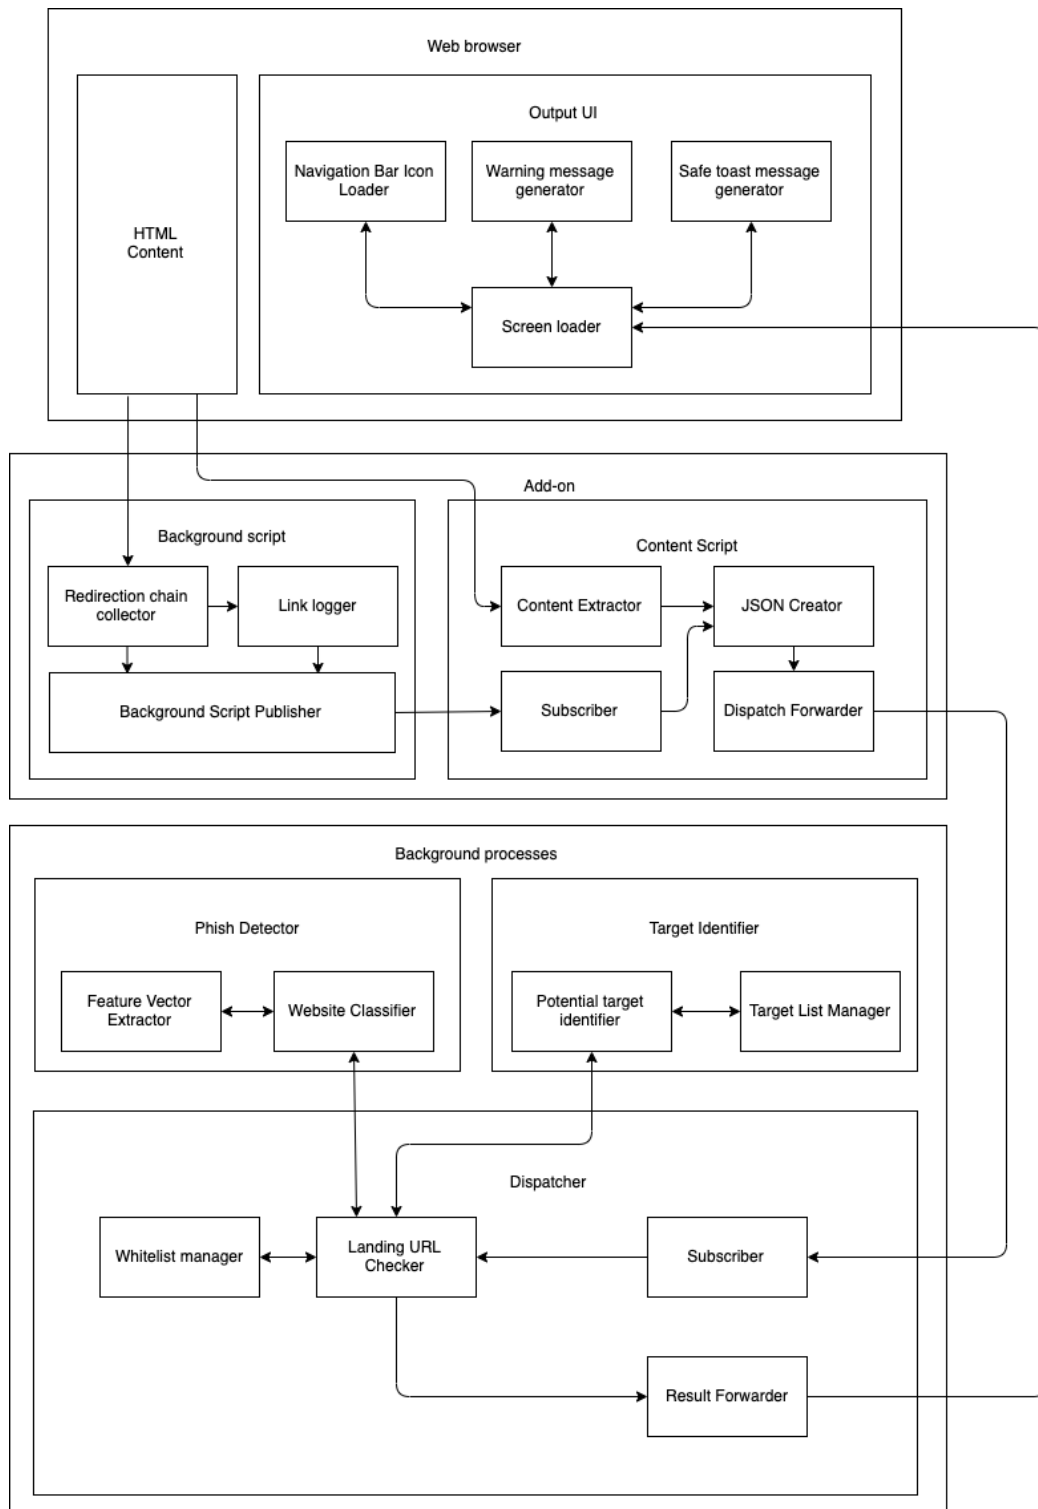 Web browser
Output UI
HTML
Content
Navigation Bar Icon
Loader
Warning message
generator
Safe toast message
generator
Screen loader
Add-on
Background script
Content Script
Redirection chain
collector
Link logger
Content Extractor
JSON Creator
Background Script Publisher
Subscriber
Dispatch Forwarder
Background processes
Phish Detector
Target Identifier
Feature Vector
Extractor
Website Classifier
Potential target
identifier
Target List Manager
Dispatcher
Whitelist manager
Landing URL
Checker
Subscriber
Result Forwarder